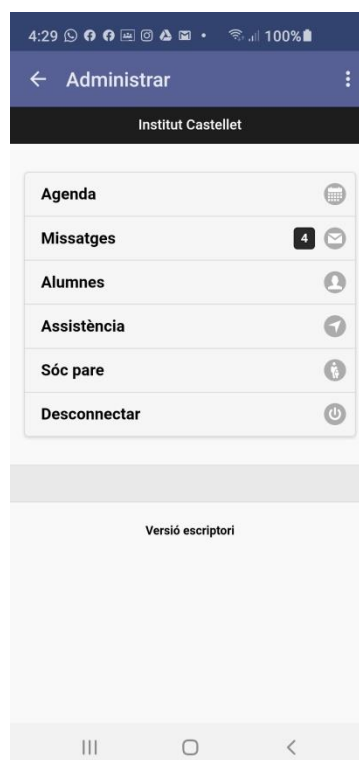 4:29 100%
Administrar
Institut Castellet
Agenda
Missatges 4
Alumnes
Assistència
Sóc pare
Desconnectar
Versió escriptori